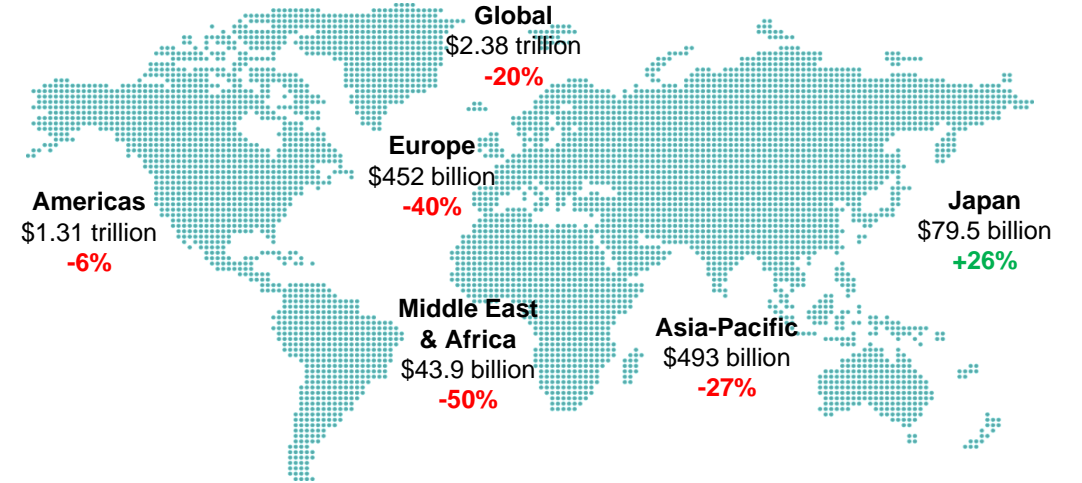 Global
$2.38 trillion
-20%
Europe
$452 billion
-40%
Americas
$1.31 trillion
-6%
Japan
$79.5 billion
+26%
Middle East
& Africa
$43.9 billion
-50%
Asia-Pacific
$493 billion
-27%